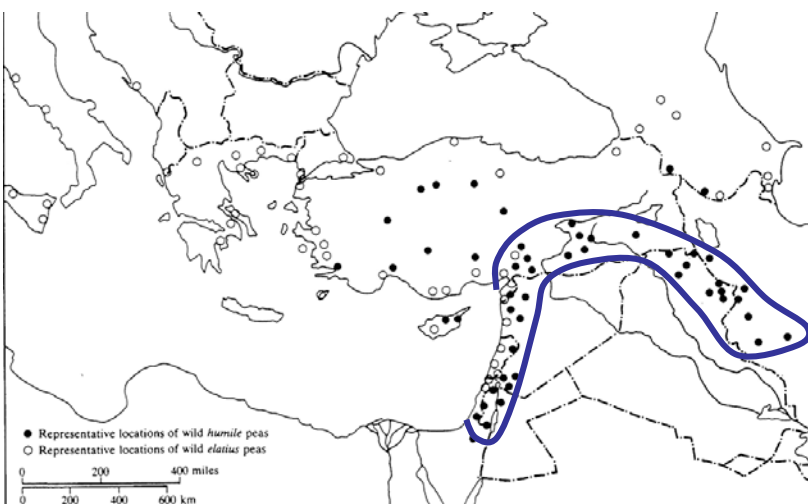 ● Representative locations of wild humile peas
○ Representative locations of wild elatius peas
0 200 400 miles
0 200 400 600 km